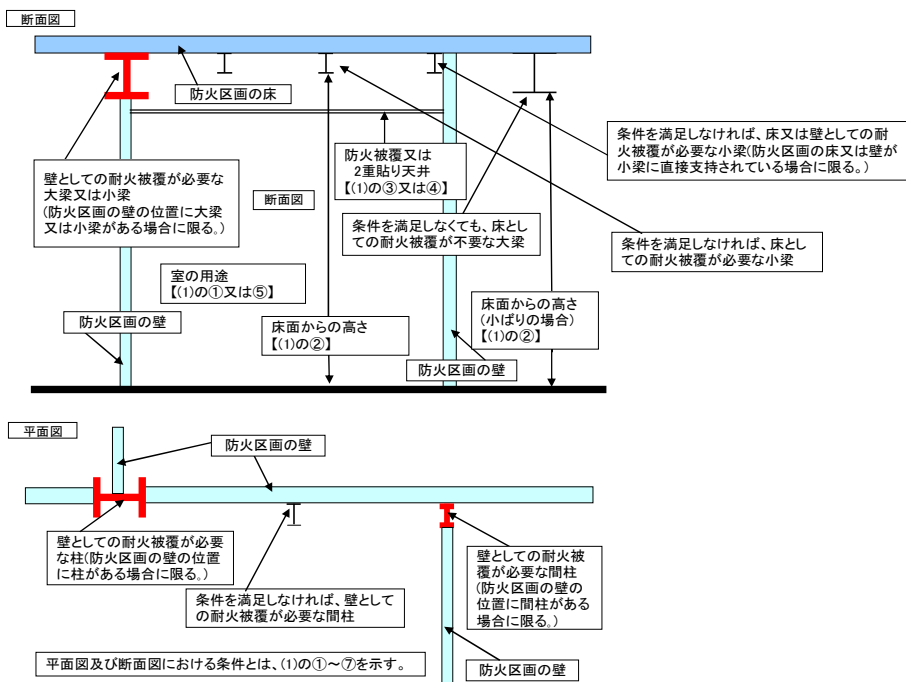 断面図
防火区画の床
条件を満足しなければ、床又は壁としての耐
火被覆が必要な小梁(防火区画の床又は壁が
小梁に直接支持されている場合に限る。)
防火被覆又は
2重貼り天井
【(1)の③又は④】
壁としての耐火被覆が必要な
大梁又は小梁
(防火区画の壁の位置に大梁
又は小梁がある場合に限る。)
断面図
条件を満足しなくても、床とし
ての耐火被覆が不要な大梁
条件を満足しなければ、床とし
ての耐火被覆が必要な小梁
室の用途
【(1)の①又は⑤】
床面からの高さ
(小ばりの場合)
【(1)の②】
防火区画の壁
床面からの高さ
【(1)の②】
防火区画の壁
平面図
防火区画の壁
壁としての耐火被覆が必要
な柱(防火区画の壁の位置
に柱がある場合に限る。)
条件を満足しなければ、壁として
の耐火被覆が必要な間柱
壁としての耐火被
覆が必要な間柱
(防火区画の壁の
位置に間柱がある
場合に限る。)
平面図及び断面図における条件とは、(1)の①～⑦を示す。
防火区画の壁